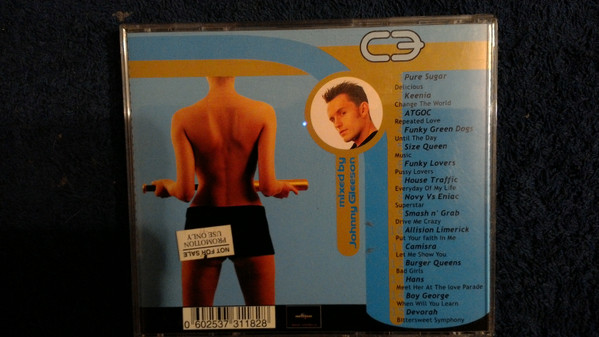 C3
Pure Sugar
Delicious
Keenia
Change The World
ATGOC
Repeated Love
Funky Green Dogs
Until The Day
Size Queen
Music
Funky Lovers
Pussy Lovers
House Traffic
Everyday Of My Life
Novy Vs Eniac
Superstar
Smash n' Grab
Drive Me Crazy
Allision Limerick
Put Your Faith In Me
Camisra
Let Me Show You
Burger Queens
Bad Girls
Hans
Meet Her At The love Parade
Boy George
When Will You Learn
Devorah
Bistersweet Symphony
mixed by
Johnny Gleeson
NOT FOR SALE
PROMOTION
USE ONLY
0 602537 311828